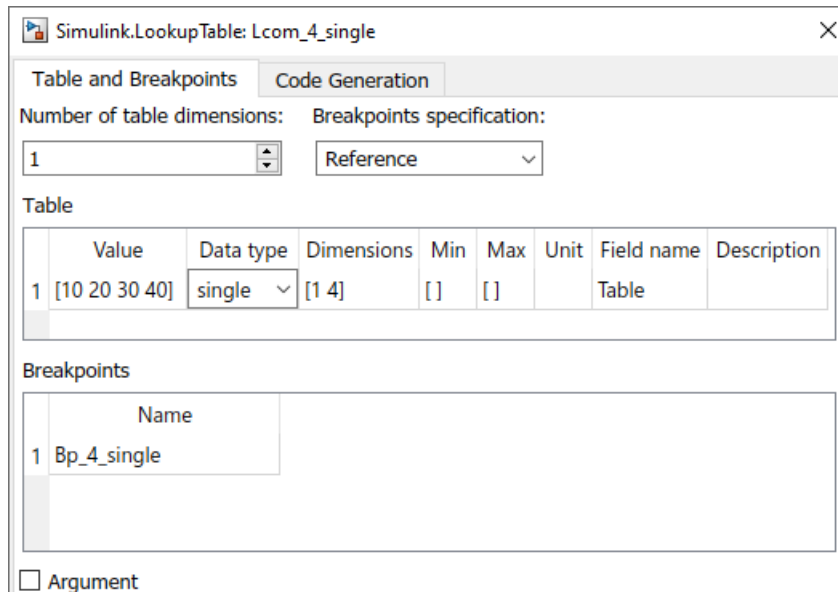 Simulink.LookupTable: Lcom_4_single
Table and Breakpoints Code Generation
Number of table dimensions: Breakpoints specification:
1 Reference
Table
Value Data type Dimensions Min Max Unit Field name Description
1 [10 20 30 40] single [1 4] [ ] [ ] Table
Breakpoints
Name
1 Bp_4_single
Argument